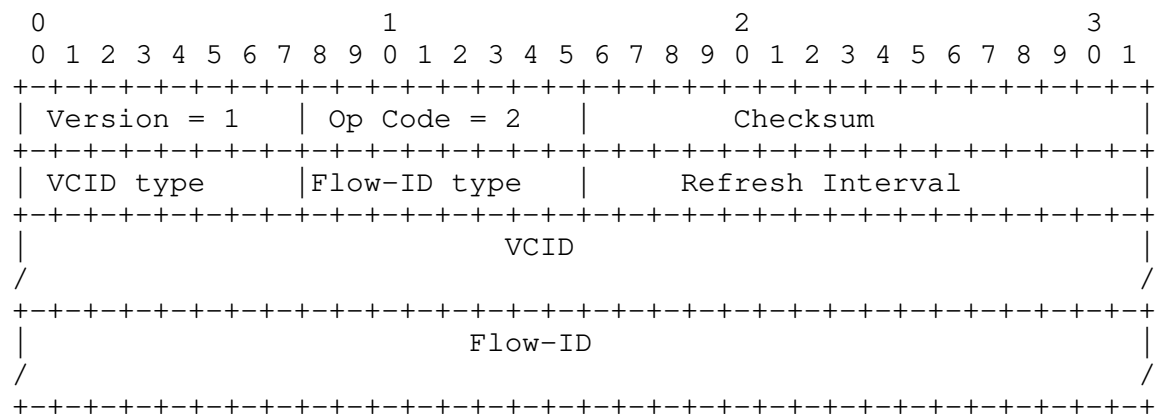 0                   1                   2                   3
 0 1 2 3 4 5 6 7 8 9 0 1 2 3 4 5 6 7 8 9 0 1 2 3 4 5 6 7 8 9 0 1
+-+-+-+-+-+-+-+-+-+-+-+-+-+-+-+-+-+-+-+-+-+-+-+-+-+-+-+-+-+-+-+-+
| Version = 1   | Op Code = 2   |        Checksum               |
+-+-+-+-+-+-+-+-+-+-+-+-+-+-+-+-+-+-+-+-+-+-+-+-+-+-+-+-+-+-+-+-+
| VCID type     |Flow-ID type   |     Refresh Interval          |
+-+-+-+-+-+-+-+-+-+-+-+-+-+-+-+-+-+-+-+-+-+-+-+-+-+-+-+-+-+-+-+-+
|                           VCID                                |
/                                                               /
+-+-+-+-+-+-+-+-+-+-+-+-+-+-+-+-+-+-+-+-+-+-+-+-+-+-+-+-+-+-+-+-+
|                         Flow-ID                               |
/                                                               /
+-+-+-+-+-+-+-+-+-+-+-+-+-+-+-+-+-+-+-+-+-+-+-+-+-+-+-+-+-+-+-+-+